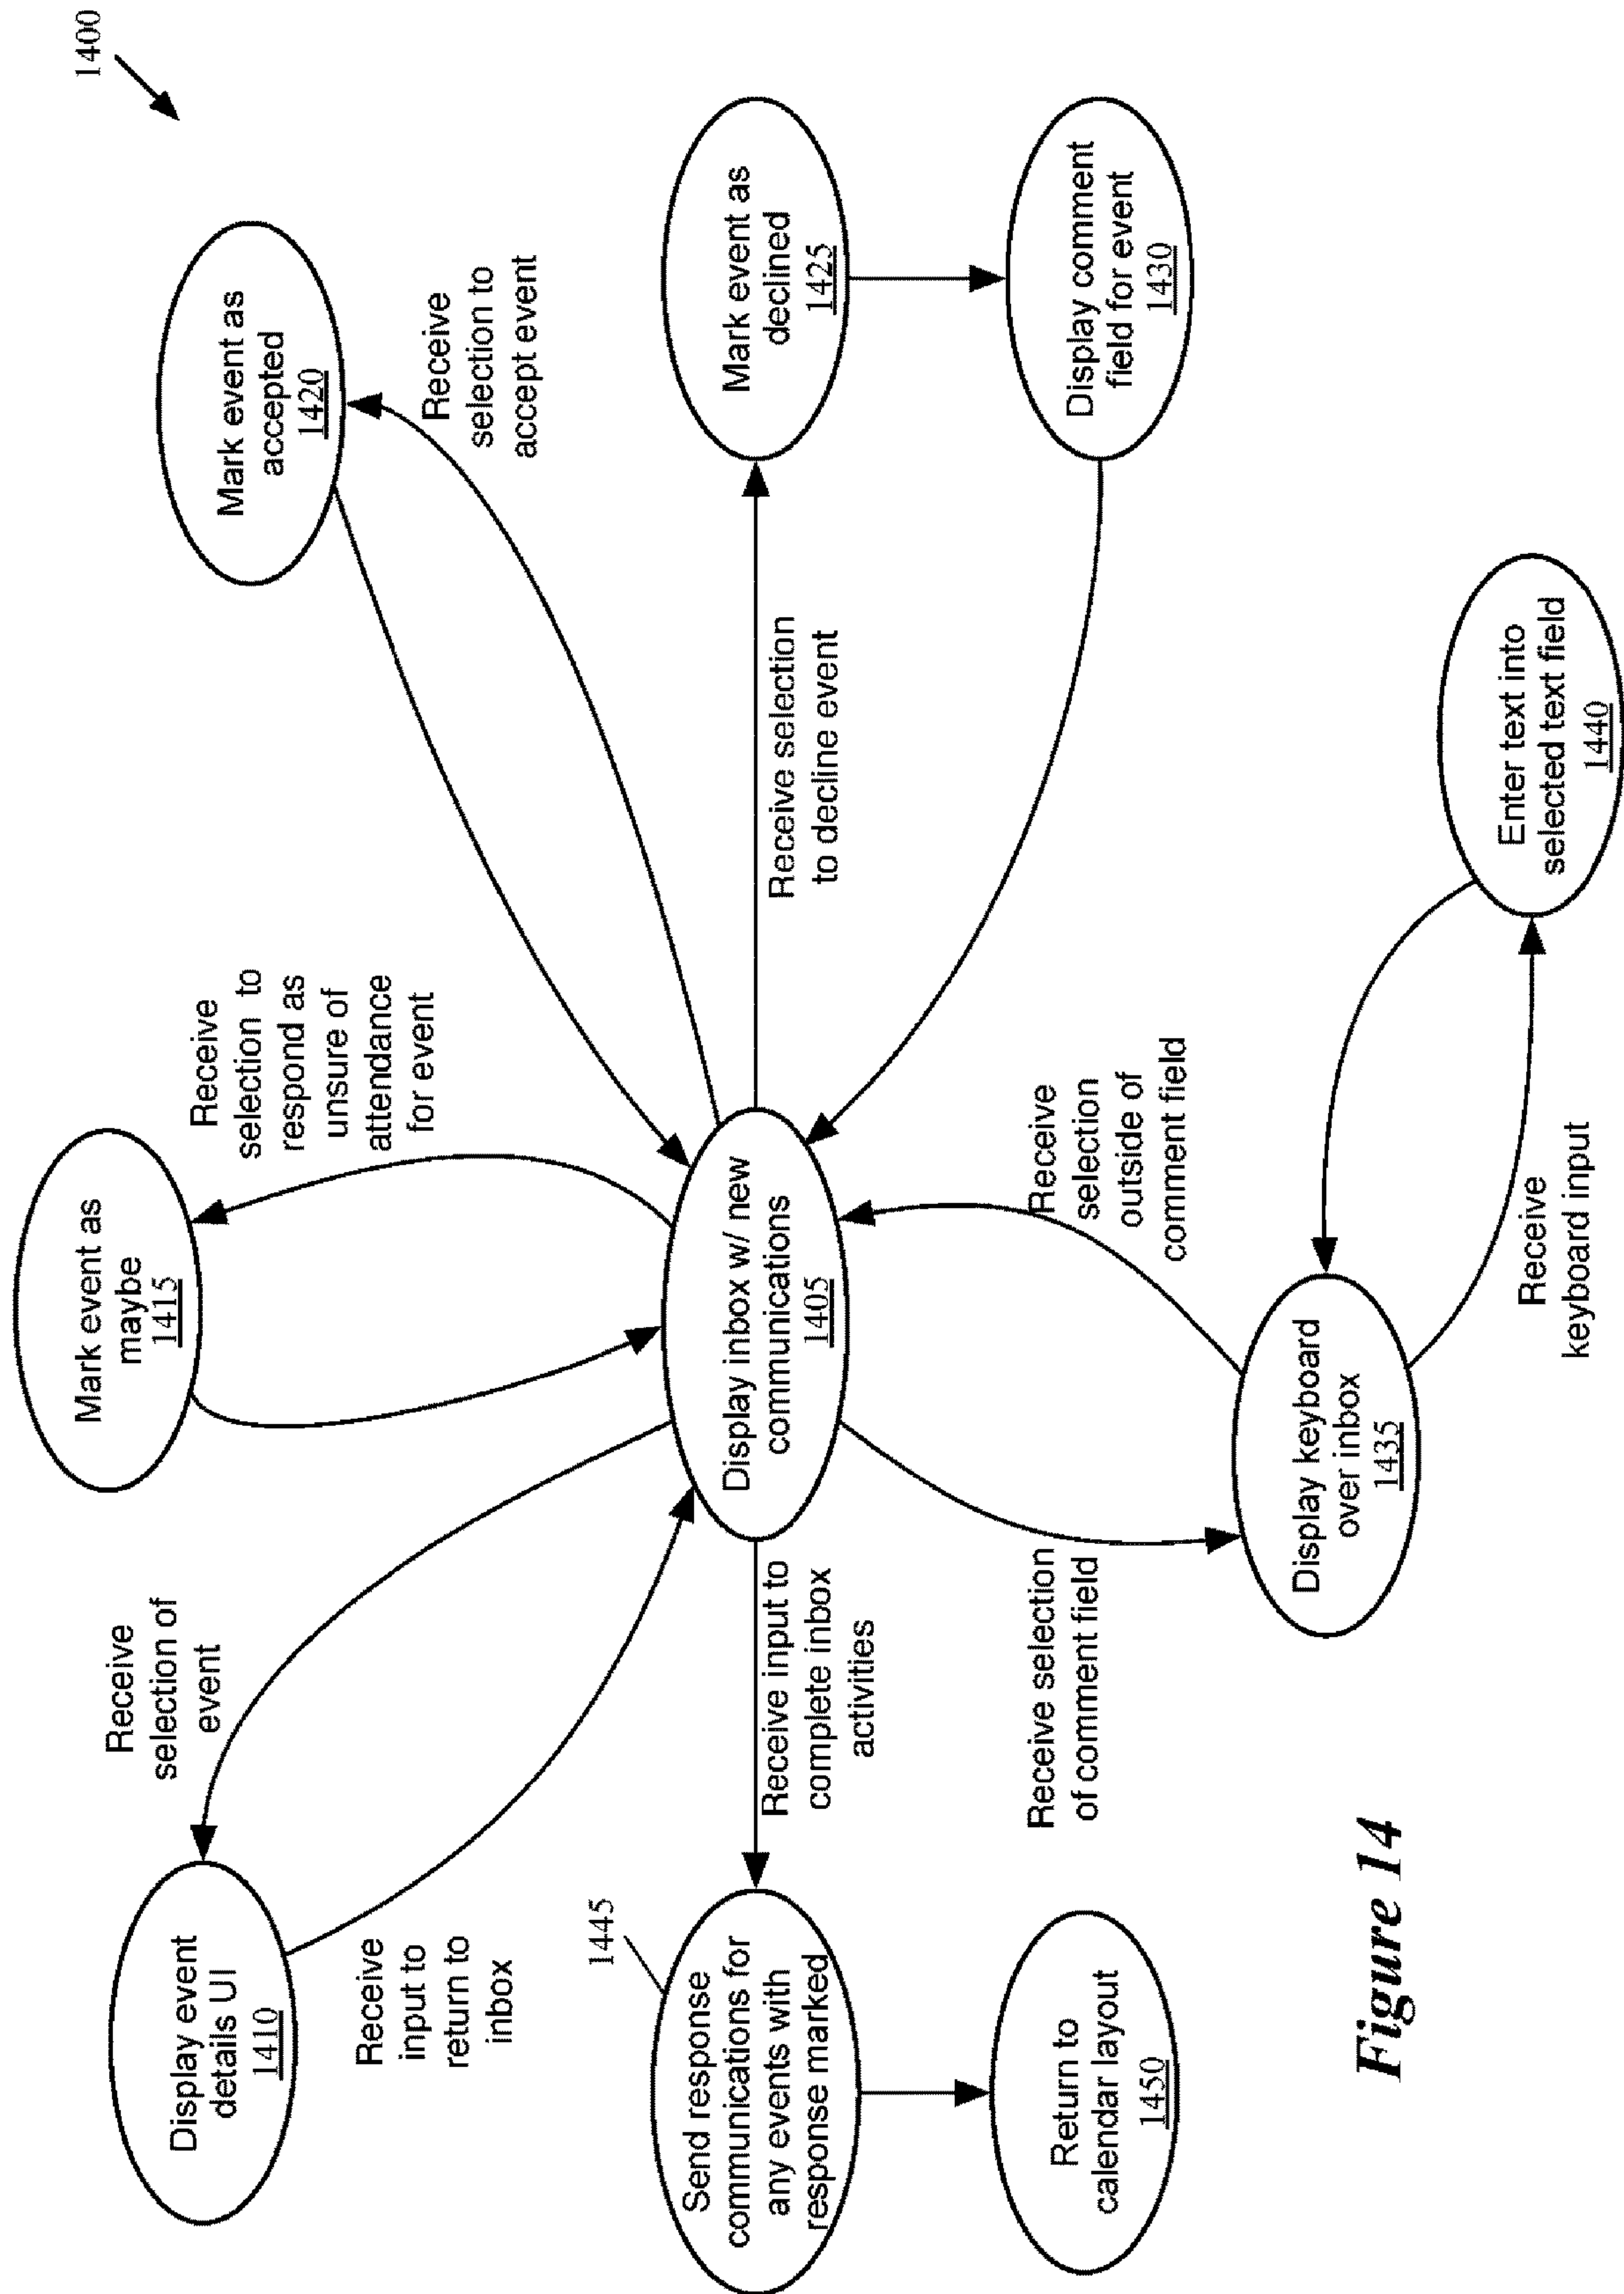 1400
Display event
details UI
1410
Receive
selection of
event
Receive
input to
return to
inbox
Mark event as
maybe
1415
Receive
selection to
respond as
unsure of
attendance
for event
Mark event as
accepted
1420
Receive
selection to
accept event
1445
Send response
communications for
any events with
response marked
Receive input to
complete inbox
activities
Display inbox w/ new
communications
1405
Receive selection
to decline event
Mark event as
declined
1425
Return to
calendar layout
1450
Receive selection
of comment field
Receive
selection
outside of
comment field
Display comment
field for event
1430
Display keyboard
over inbox
1435
Receive
keyboard input
Enter text into
selected text field
1440
Figure 14